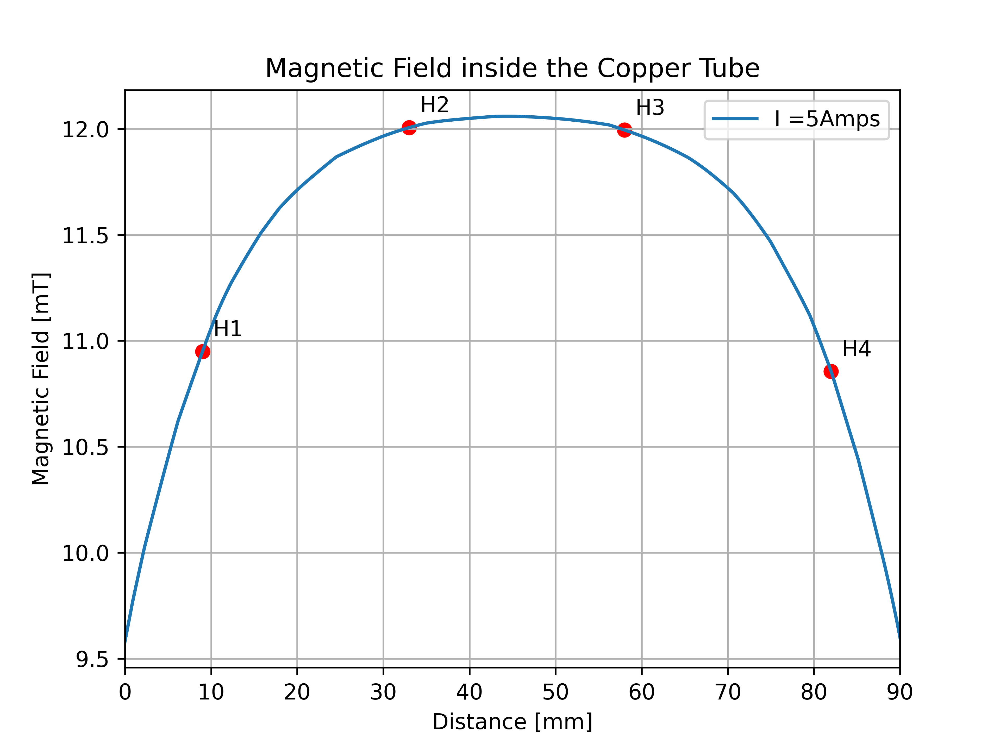 Magnetic Field inside the Copper Tube
I =5Amps
H1
H2
H3
H4
Magnetic Field [mT]
12.0
11.5
11.0
10.5
10.0
9.5
0 10 20 30 40 50 60 70 80 90
Distance [mm]